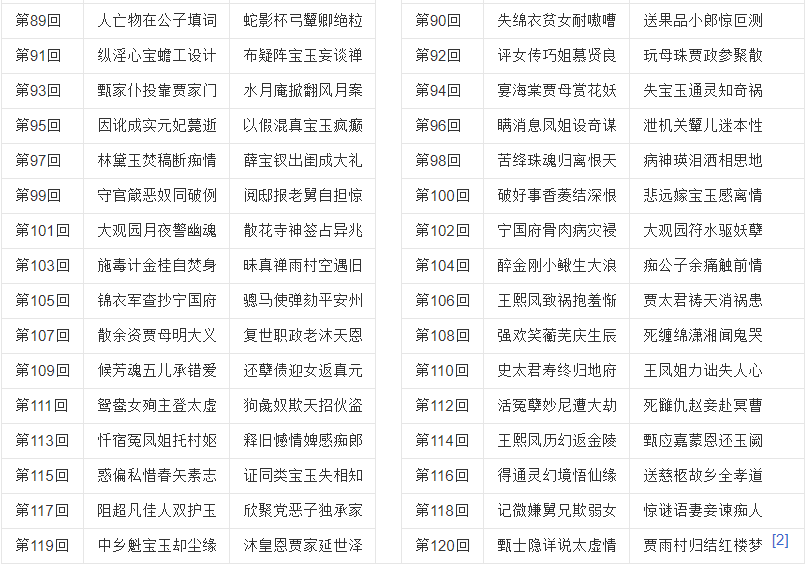 第89回 人亡物在公子填词 蛇影杯弓颦卿绝粒 第90回 失绵衣贫女耐嗷嘈 送果品小郎惊叵测
第91回 纵淫心宝蟾工设计 布疑阵宝玉妄谈禅 第92回 评女传巧姐慕贤良 玩母珠贾政参聚散
第93回 甄家仆投靠贾家门 水月庵掀翻风月案 第94回 宴海棠贾母赏花妖 失宝玉通灵知奇祸
第95回 因讹成实元妃薨逝 以假混真宝玉疯癫 第96回 瞒消息凤姐设奇谋 泄机关颦儿迷本性
第97回 林黛玉焚稿断痴情 薛宝钗出闺成大礼 第98回 苦绛珠魂归离恨天 病神瑛泪洒相思地
第99回 守官箴恶奴同破例 阅邸报老舅自担惊 第100回 破好事香菱结深恨 悲远嫁宝玉感离情
第101回 大观园月夜警幽魂 散花寺神签占异兆 第102回 宁国府骨肉病灾祲 大观园符水驱妖孽
第103回 施毒计金桂自焚身 昧真禅雨村空遇旧 第104回 醉金刚小鳅生大浪 痴公子余痛触前情
第105回 锦衣军查抄宁国府 骢马使弹劾平安州 第106回 王熙凤致祸抱羞惭 贾太君祷天消祸患
第107回 散余资贾母明大义 复世职政老沐天恩 第108回 强欢笑蘅芜庆生辰 死缠绵潇湘闻鬼哭
第109回 候芳魂五儿承错爱 还孽债迎女返真元 第110回 史太君寿终归地府 王凤姐力诎失人心
第111回 鸳鸯女殉主登太虚 狗彘奴欺天招伙盗 第112回 活冤孽妙尼遭大劫 死雠仇赵妾赴冥曹
第113回 忏宿冤凤姐托村妪 释旧憾情婢感痴郎 第114回 王熙凤历幻返金陵 甄应嘉蒙恩还玉阙
第115回 惑偏私惜春矢素志 证同类宝玉失相知 第116回 得通灵幻境悟仙缘 送慈柩故乡全孝道
第117回 阻超凡佳人双护玉 欣聚党恶子独承家 第118回 记微嫌舅兄欺弱女 惊谜语妻妾谏痴人
第119回 中乡魁宝玉却尘缘 沐皇恩贾家延世泽 第120回 甄士隐详说太虚情 贾雨村归结红楼梦 [2]